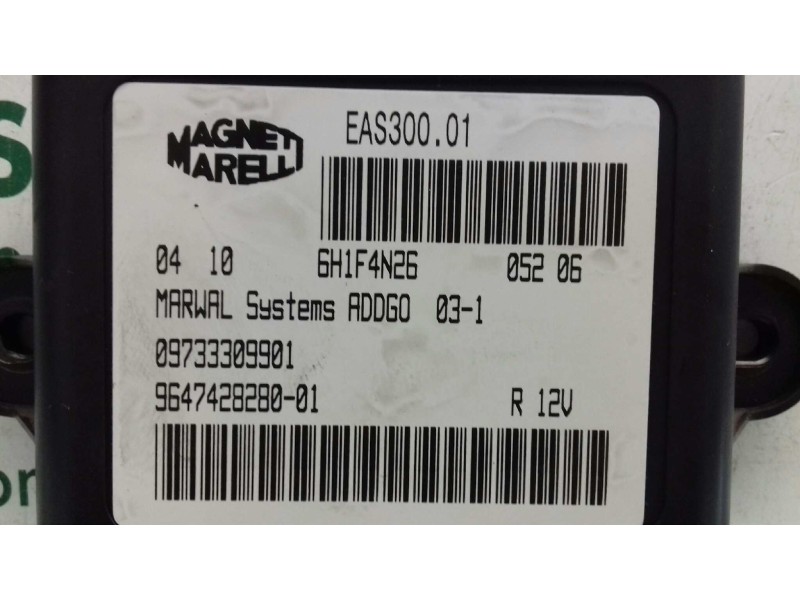 MAGNETI
MARELLI
EAS300.01
04 10 6H1F4N26 052 06
MARWAL Systems ADDGO 03-1
09733309901
9647428280-01 R 12V